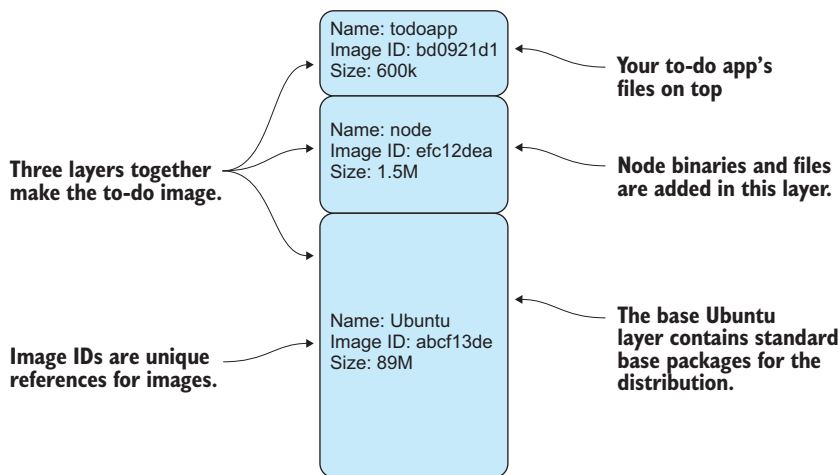 Name: todoapp
Image ID: bd0921d1
Size: 600k
Your to-do app's
files on top
Name: node
Image ID: efc12dea
Size: 1.5M
Three layers together
make the to-do image.
Node binaries and files
are added in this layer.
Name: Ubuntu
Image ID: abcf13de
Size: 89M
Image IDs are unique
references for images.
The base Ubuntu
layer contains standard
base packages for the
distribution.